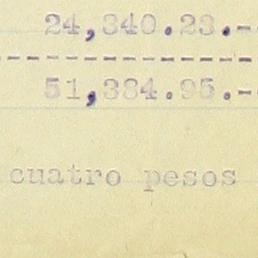 24,340.23.-
-----------------
51,384.95.-
cuatro pesos